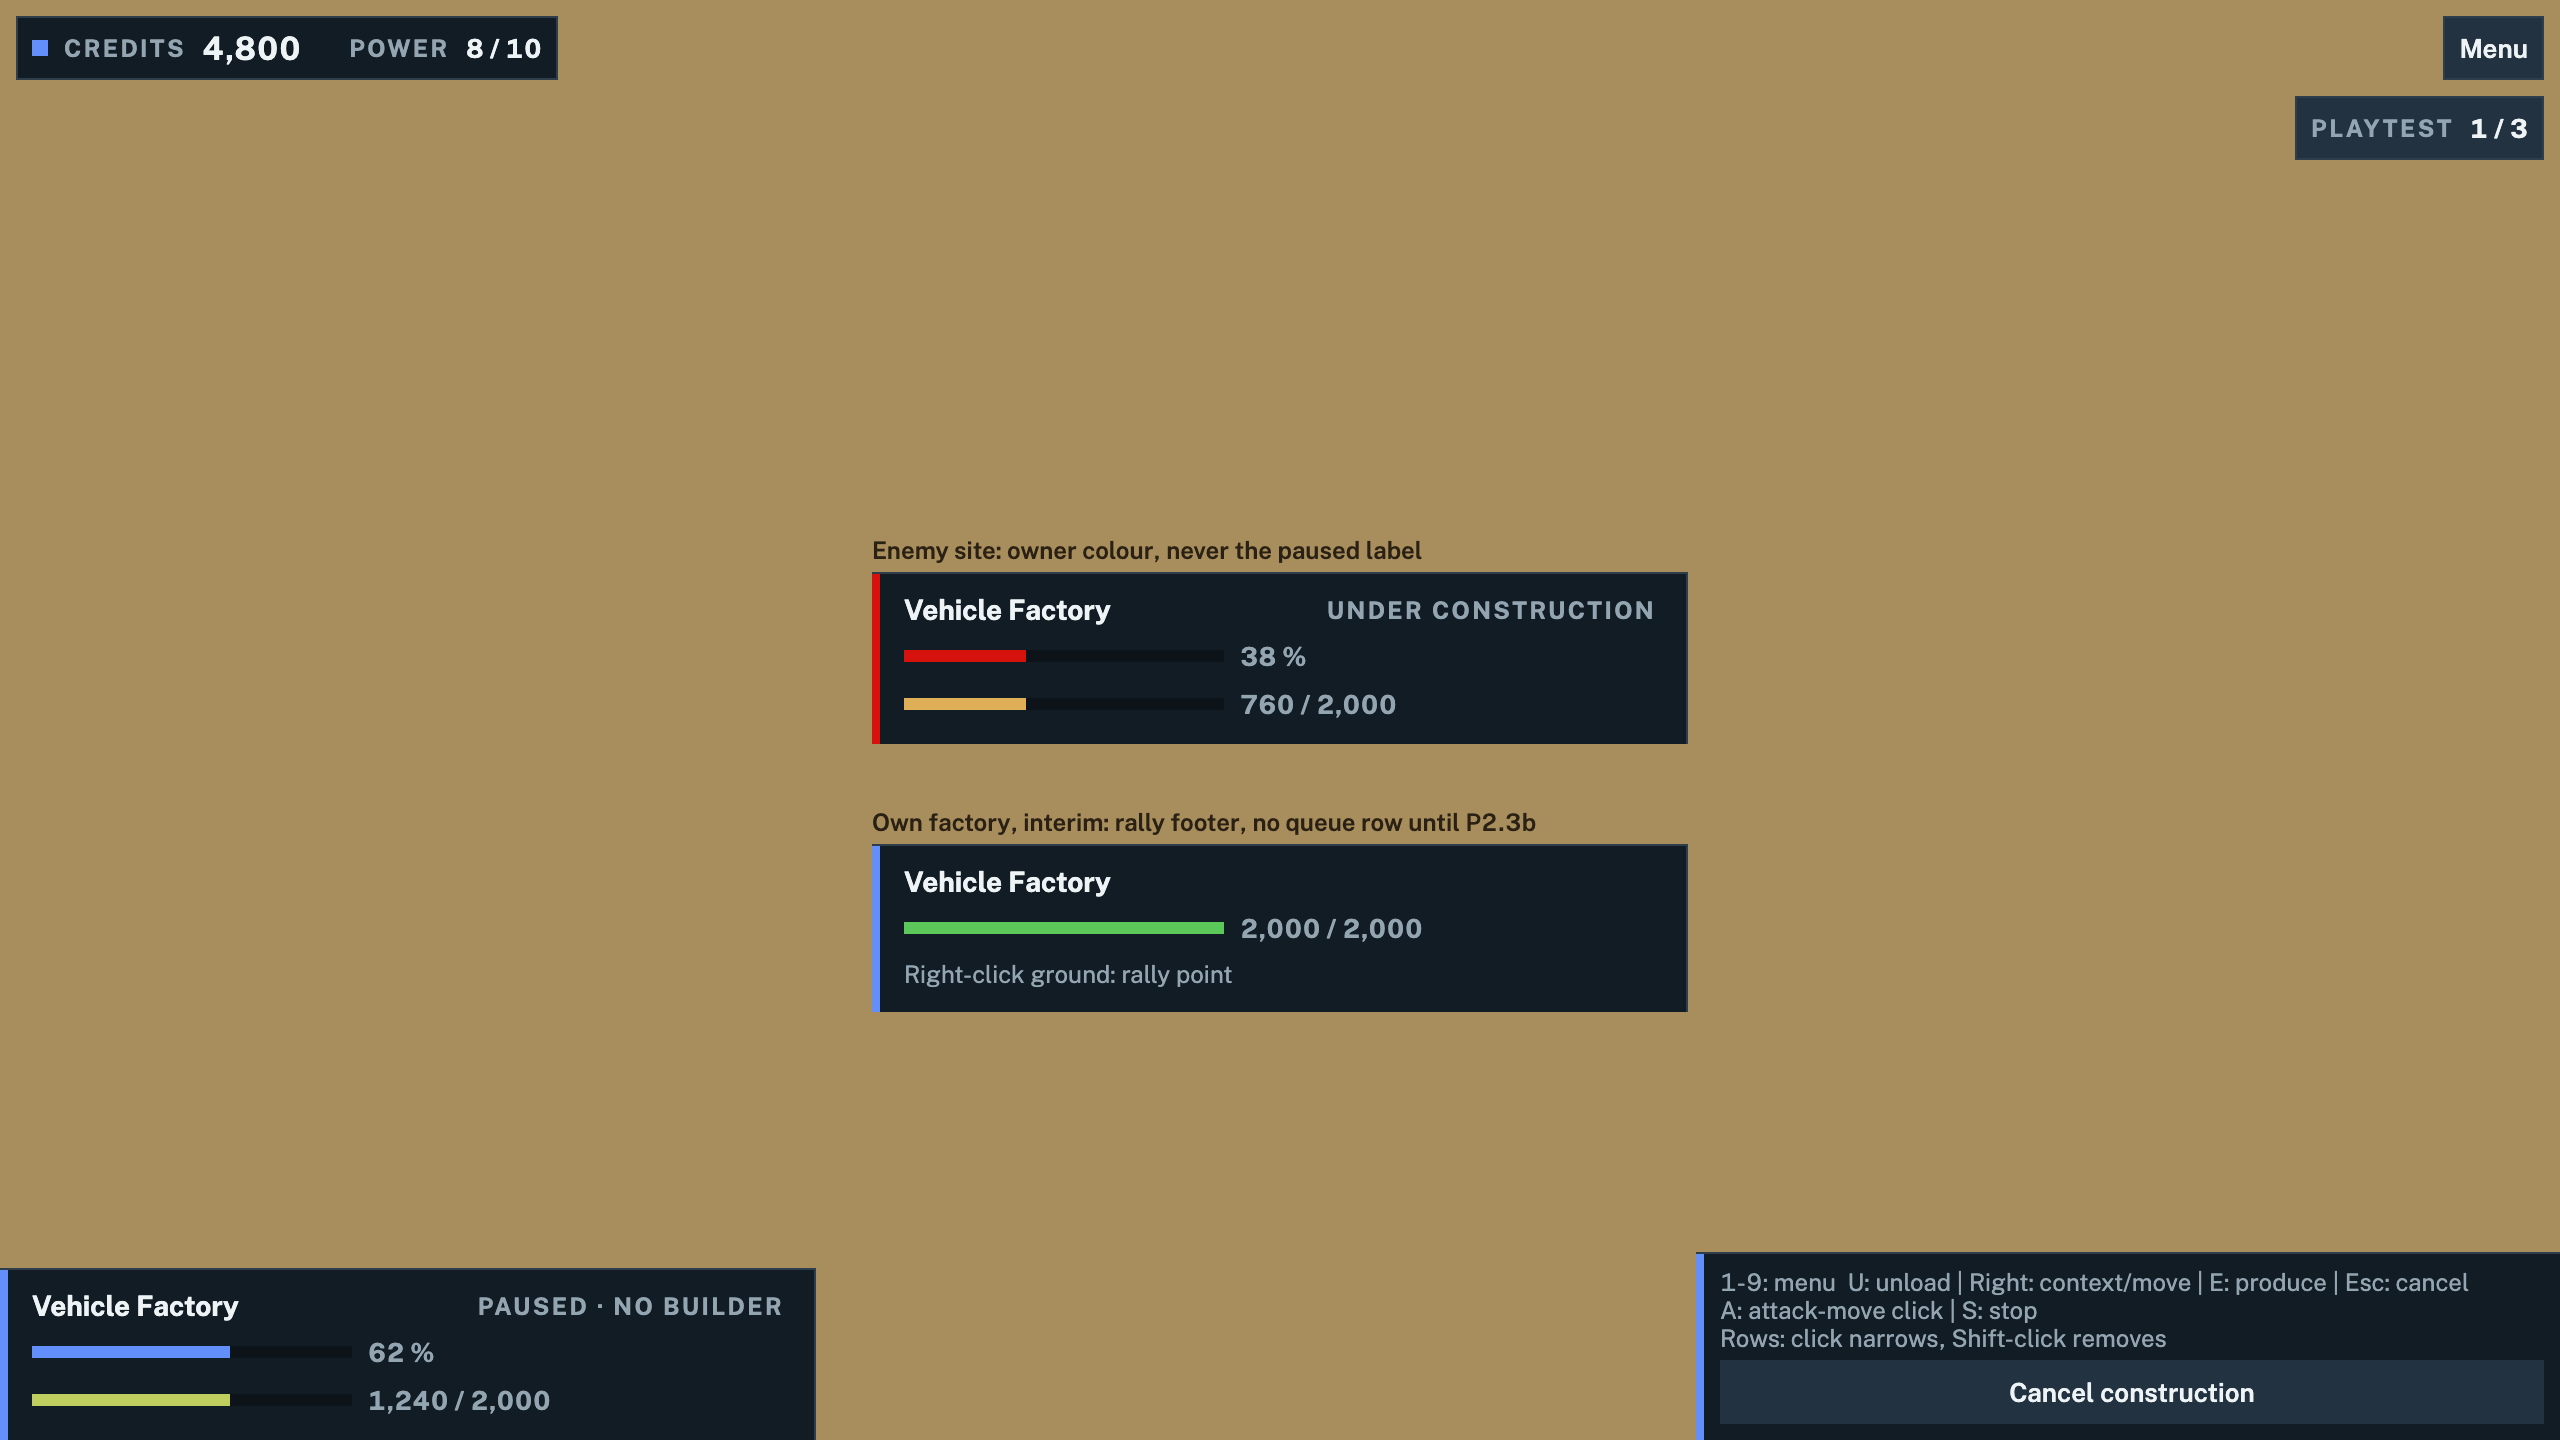 CREDITS 4,800 POWER 8 / 10
Menu
PLAYTEST 1 / 3
Enemy site: owner colour, never the paused label
Vehicle Factory UNDER CONSTRUCTION
38 %
760 / 2,000
Own factory, interim: rally footer, no queue row until P2.3b
Vehicle Factory
2,000 / 2,000
Right-click ground: rally point
Vehicle Factory PAUSED · NO BUILDER
62 %
1,240 / 2,000
1-9: menu  U: unload | Right: context/move | E: produce | Esc: cancel
A: attack-move click | S: stop
Rows: click narrows, Shift-click removes
Cancel construction